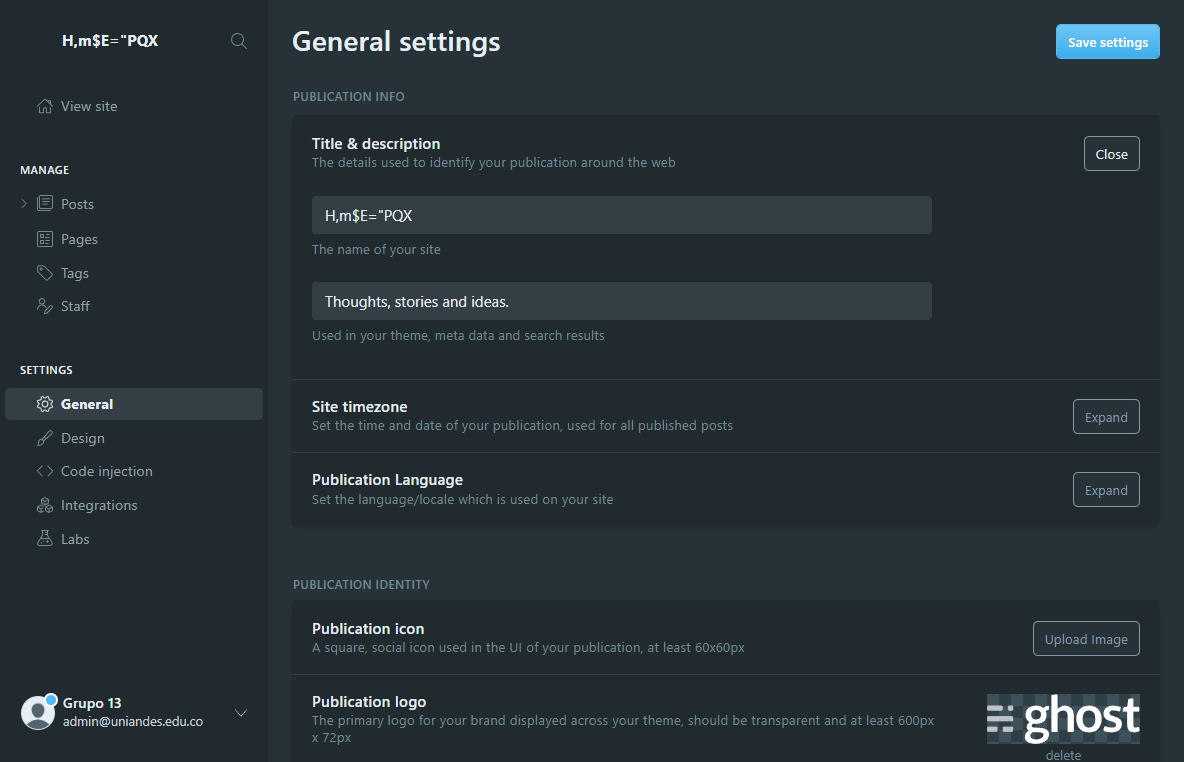 H,m$E="PQX
View site
MANAGE
Posts
Pages
Tags
Staff
SETTINGS
General
Design
Code injection
Integrations
Labs
Grupo 13
admin@uniandes.edu.co
General settings
Save settings
PUBLICATION INFO
Title & description
The details used to identify your publication around the web
Close
H,m$E="PQX
The name of your site
Thoughts, stories and ideas.
Used in your theme, meta data and search results
Site timezone
Set the time and date of your publication, used for all published posts
Expand
Publication Language
Set the language/locale which is used on your site
Expand
PUBLICATION IDENTITY
Publication icon
A square, social icon used in the UI of your publication, at least 60x60px
Upload Image
Publication logo
The primary logo for your brand displayed across your theme, should be transparent and at least 600px
x 72px
ghost
delete